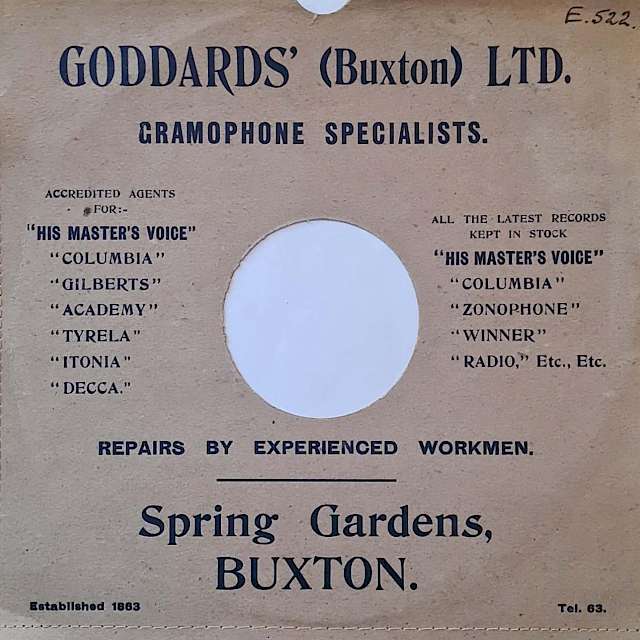 E.522.
GODDARDS' (Buxton) LTD.
GRAMOPHONE SPECIALISTS.
ACCREDITED AGENTS
FOR:-
"HIS MASTER'S VOICE"
"COLUMBIA"
"GILBERTS"
"ACADEMY"
"TYRELA"
"ITONIA"
"DECCA."
ALL THE LATEST RECORDS
KEPT IN STOCK
"HIS MASTER'S VOICE"
"COLUMBIA"
"ZONOPHONE"
"WINNER"
"RADIO," Etc., Etc.
REPAIRS BY EXPERIENCED WORKMEN.
Spring Gardens,
BUXTON.
Established 1863
Tel. 63.